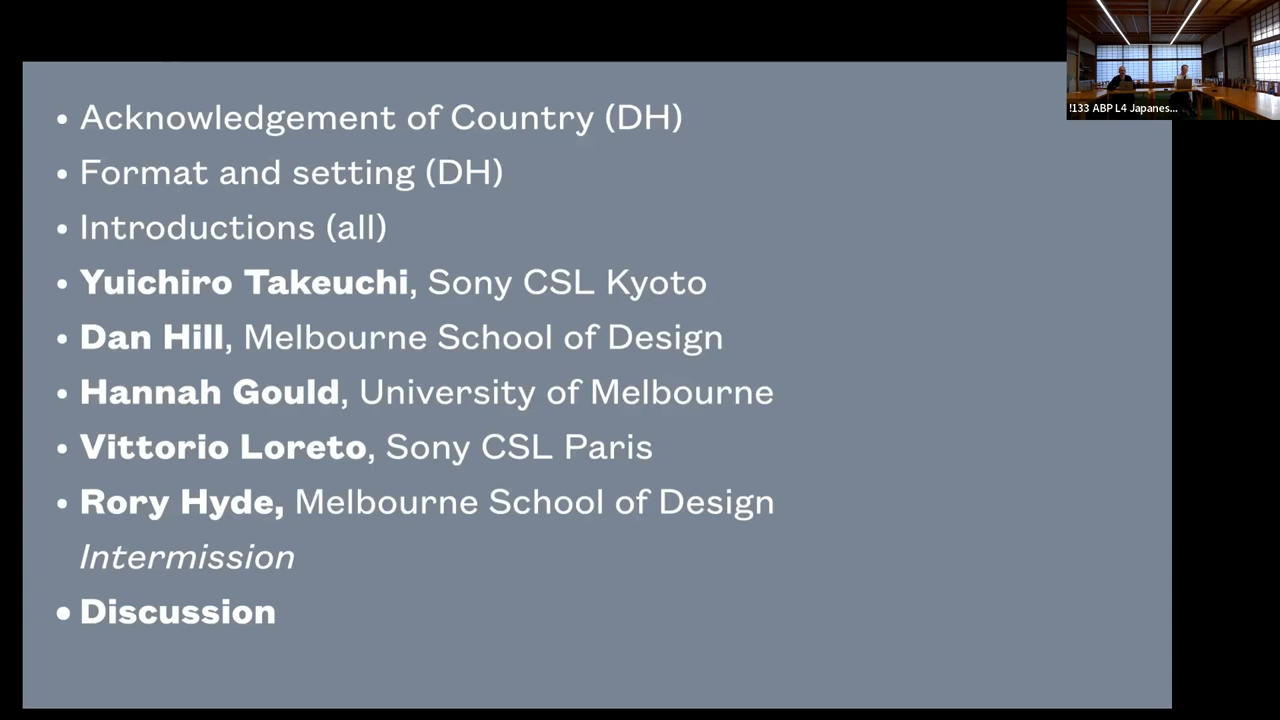 • Acknowledgement of Country (DH)
• Format and setting (DH)
• Introductions (all)
• Yuichiro Takeuchi, Sony CSL Kyoto
• Dan Hill, Melbourne School of Design
• Hannah Gould, University of Melbourne
• Vittorio Loreto, Sony CSL Paris
• Rory Hyde, Melbourne School of Design
Intermission
• Discussion
!133 ABP L4 Japanes...